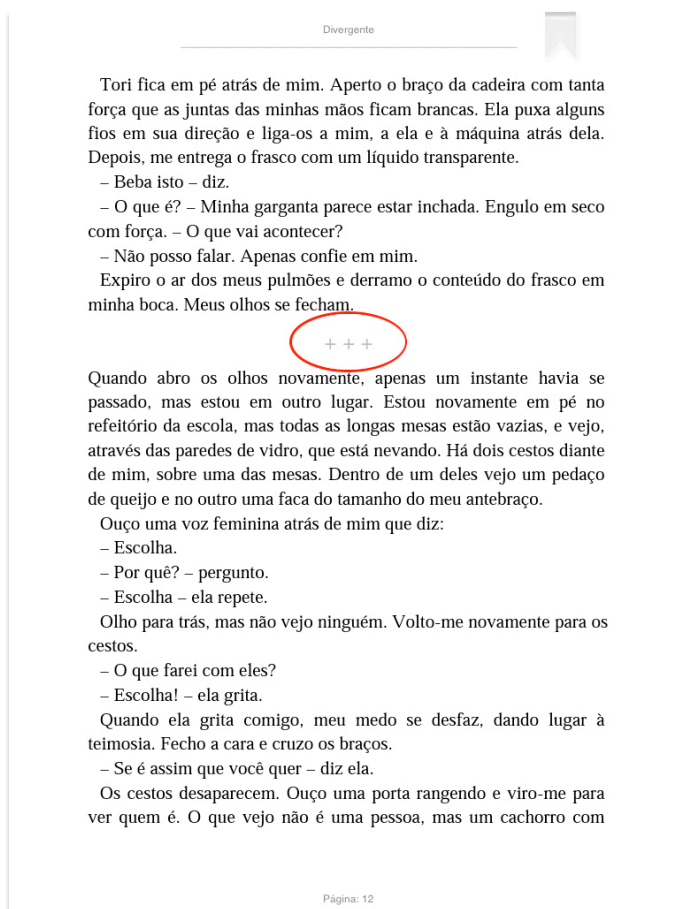 Divergente
Tori fica em pé atrás de mim. Aperto o braço da cadeira com tanta
força que as juntas das minhas mãos ficam brancas. Ela puxa alguns
fios em sua direção e liga-os a mim, a ela e à máquina atrás dela.
Depois, me entrega o frasco com um líquido transparente.
– Beba isto – diz.
– O que é? – Minha garganta parece estar inchada. Engulo em seco
com força. – O que vai acontecer?
– Não posso falar. Apenas confie em mim.
Expiro o ar dos meus pulmões e derramo o conteúdo do frasco em
minha boca. Meus olhos se fecham.
+ + +
Quando abro os olhos novamente, apenas um instante havia se
passado, mas estou em outro lugar. Estou novamente em pé no
refeitório da escola, mas todas as longas mesas estão vazias, e vejo,
através das paredes de vidro, que está nevando. Há dois cestos diante
de mim, sobre uma das mesas. Dentro de um deles vejo um pedaço
de queijo e no outro uma faca do tamanho do meu antebraço.
Ouço uma voz feminina atrás de mim que diz:
– Escolha.
– Por quê? – pergunto.
– Escolha – ela repete.
Olho para trás, mas não vejo ninguém. Volto-me novamente para os
cestos.
– O que farei com eles?
– Escolha! – ela grita.
Quando ela grita comigo, meu medo se desfaz, dando lugar à
teimosia. Fecho a cara e cruzo os braços.
– Se é assim que você quer – diz ela.
Os cestos desaparecem. Ouço uma porta rangendo e viro-me para
ver quem é. O que vejo não é uma pessoa, mas um cachorro com
Página: 12